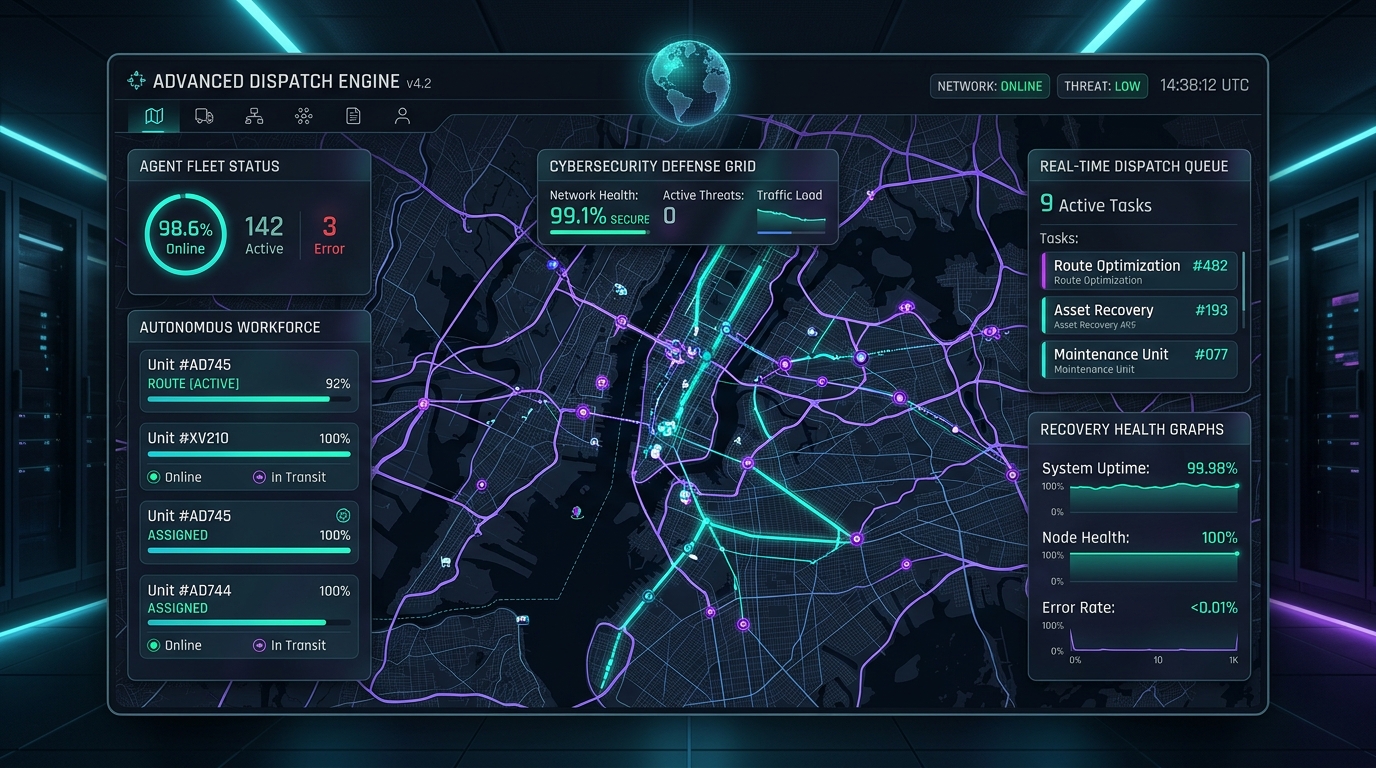 ADVANCED DISPATCH ENGINE v4.2
NETWORK: ONLINE
THREAT: LOW
14:38:12 UTC
AGENT FLEET STATUS
98.6%
Online
142
Active
3
Error
AUTONOMOUS WORKFORCE
Unit #AD745
ROUTE [ACTIVE] 92%
Unit #XV210 100%
Online In Transit
Unit #AD745
ASSIGNED 100%
Unit #AD744 100%
ASSIGNED
Online In Transit
CYBERSECURITY DEFENSE GRID
Network Health: Active Threats: Traffic Load
99.1% SECURE 0
REAL-TIME DISPATCH QUEUE
9 Active Tasks
Tasks:
Route Optimization #482
Route Optimization
Asset Recovery #193
Asset Recovery AR5
Maintenance Unit #077
Maintenance Unit
RECOVERY HEALTH GRAPHS
System Uptime: 99.98%
100%
0%
Node Health: 100%
100%
0%
Error Rate: <0.01%
100%
0%
0% 10 1K